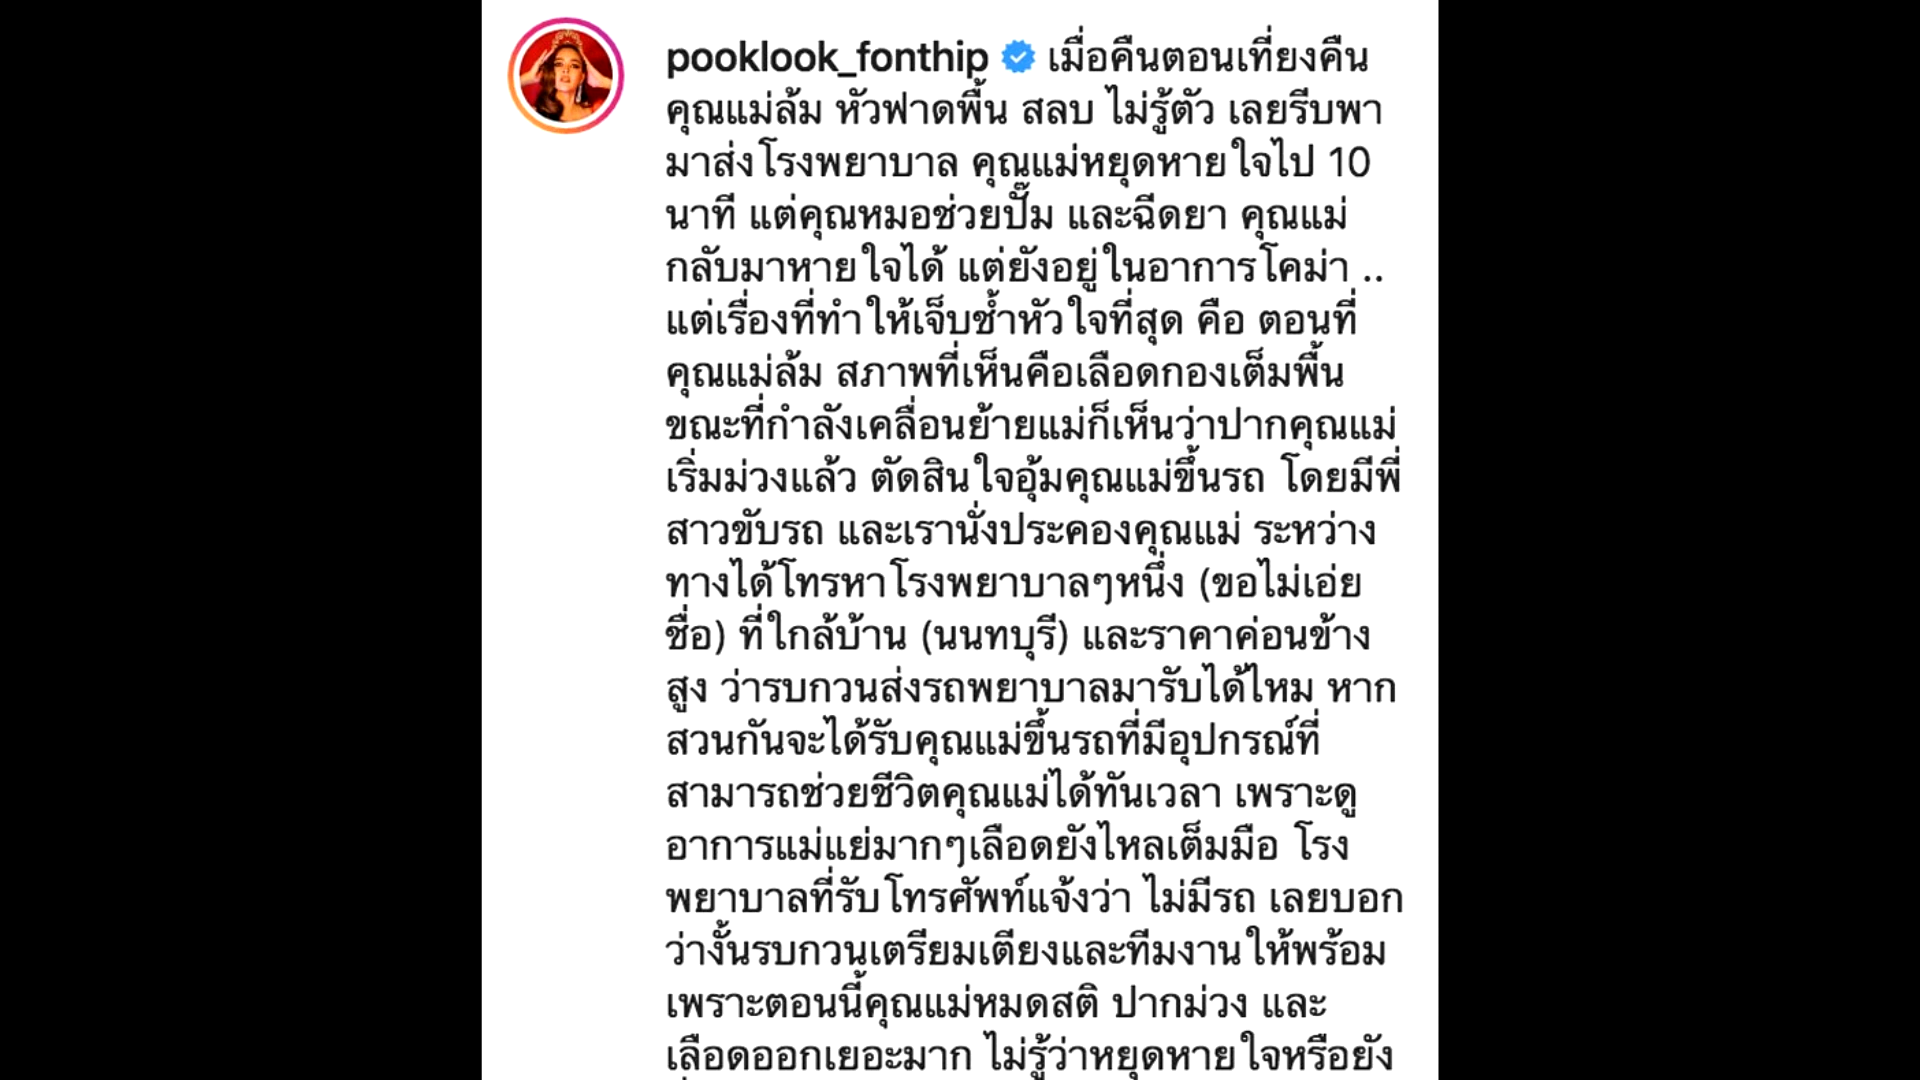 pooklook_fonthip เมื่อคืนตอนเที่ยงคืน
คุณแม่ล้ม หัวฟาดพื้น สลบ ไม่รู้ตัว เลยรีบพา
มาส่งโรงพยาบาล คุณแม่หยุดหายใจไป 10
นาที แต่คุณหมอช่วยปั๊ม และฉีดยา คุณแม่
กลับมาหายใจได้ แต่ยังอยู่ในอาการโคม่า ..
แต่เรื่องที่ทำให้เจ็บช้ำหัวใจที่สุด คือ ตอนที่
คุณแม่ล้ม สภาพที่เห็นคือเลือดกองเต็มพื้น
ขณะที่กำลังเคลื่อนย้ายแม่ก็เห็นว่าปากคุณแม่
เริ่มม่วงแล้ว ตัดสินใจอุ้มคุณแม่ขึ้นรถ โดยมีพี่
สาวขับรถ และเรานั่งประคองคุณแม่ ระหว่าง
ทางได้โทรหาโรงพยาบาลๆหนึ่ง (ขอไม่เอ่ย
ชื่อ) ที่ใกล้บ้าน (นนทบุรี) และราคาค่อนข้าง
สูง ว่ารบกวนส่งรถพยาบาลมารับได้ไหม หาก
สวนกันจะได้รับคุณแม่ขึ้นรถที่มีอุปกรณ์ที่
สามารถช่วยชีวิตคุณแม่ได้ทันเวลา เพราะดู
อาการแม่แย่มากๆเลือดยังไหลเต็มมือ โรง
พยาบาลที่รับโทรศัพท์แจ้งว่า ไม่มีรถ เลยบอก
ว่างั้นรบกวนเตรียมเตียงและทีมงานให้พร้อม
เพราะตอนนี้คุณแม่หมดสติ ปากม่วง และ
เลือดออกเยอะมาก ไม่รู้ว่าหยุดหายใจหรือยัง